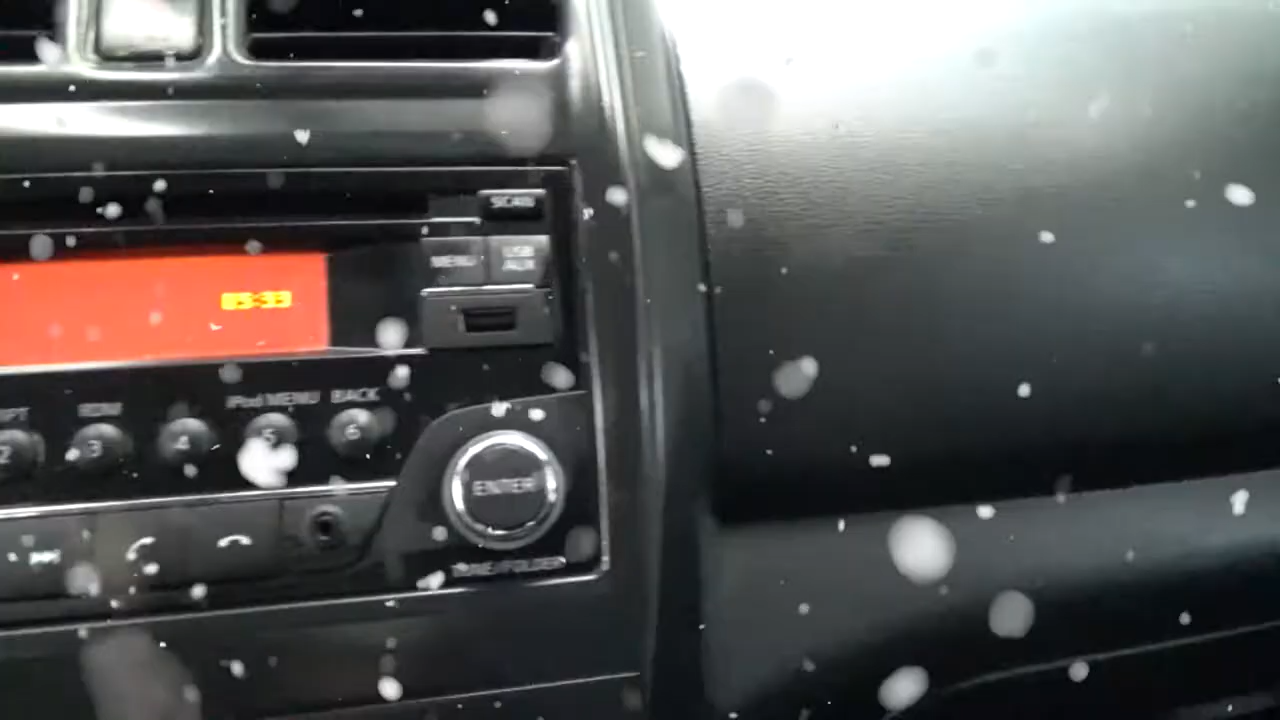 SCAN
MENU
USB
AUX
RDM
iPod MENU
BACK
2
3
4
5
6
ENTER
TUNE/FOLDER